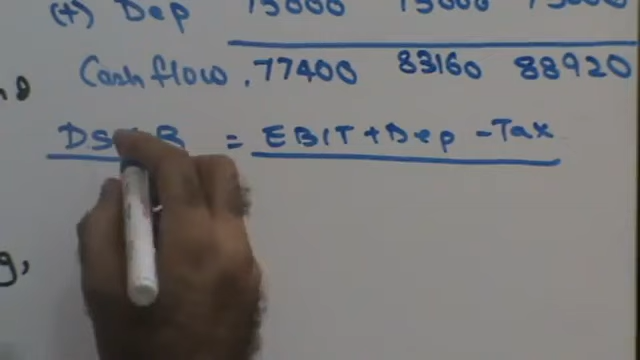 (+) Dep 15000 15000 15000
Cash flow . 77400 83160 88920
= EBIT + Dep - Tax